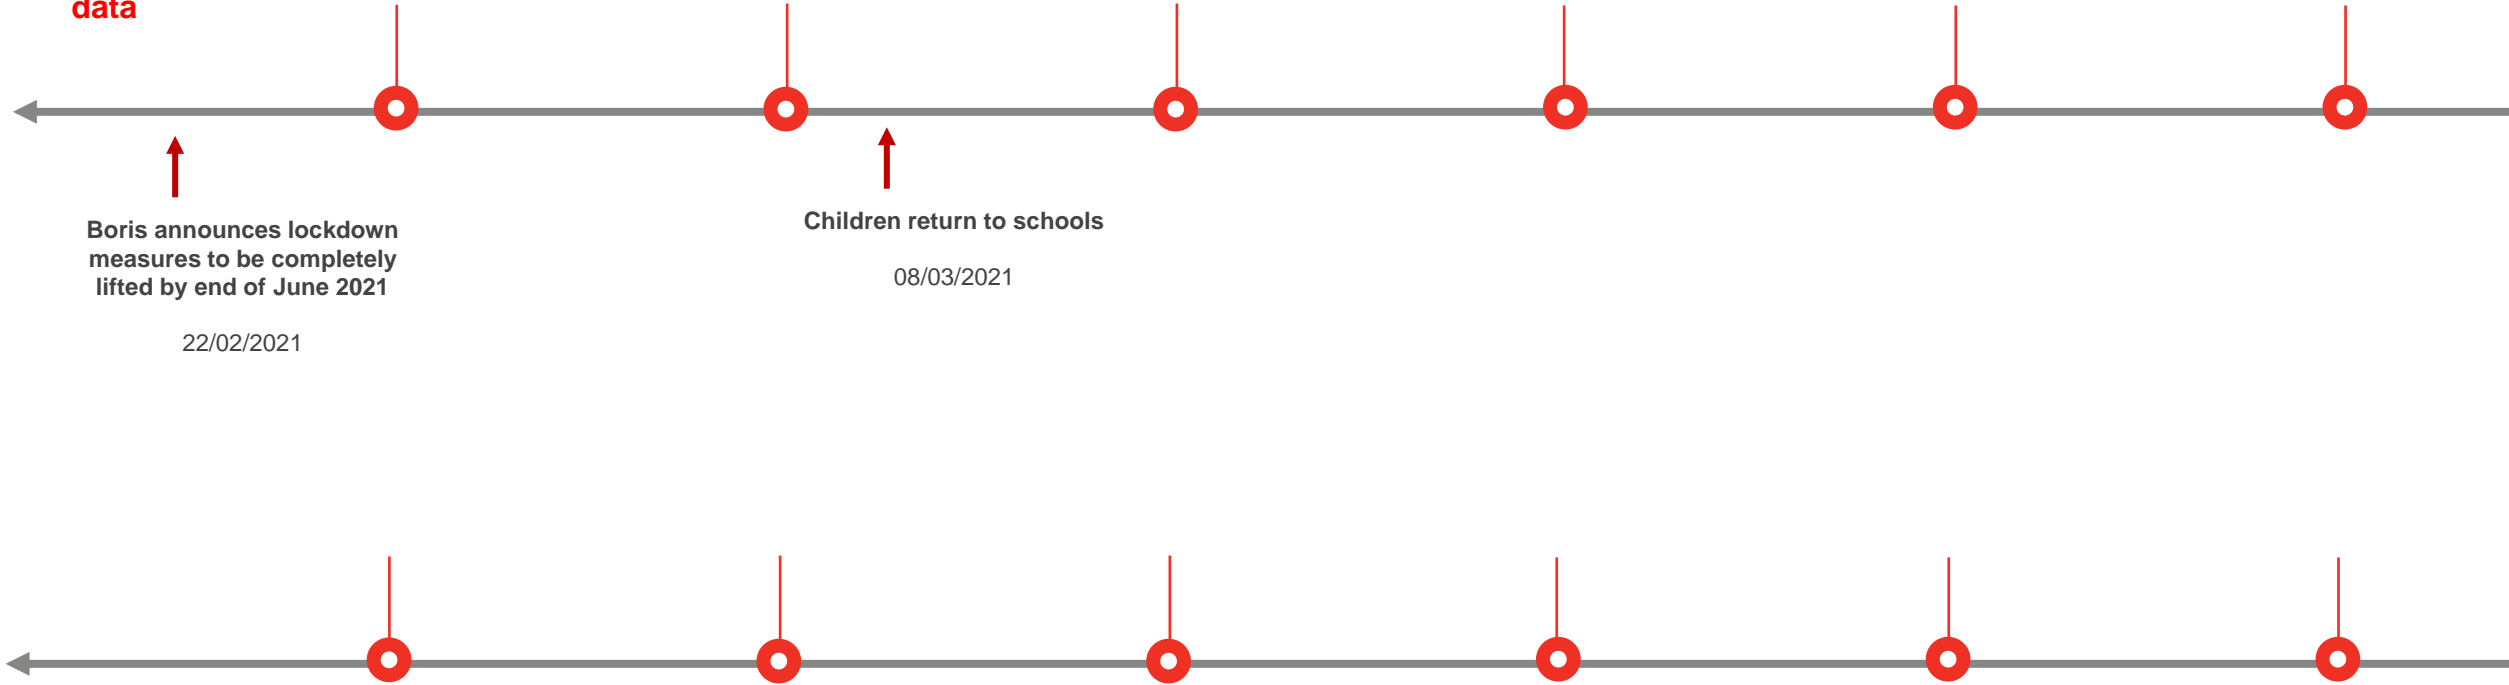 data
Boris announces lockdown
measures to be completely
lifted by end of June 2021
22/02/2021
Children return to schools
08/03/2021